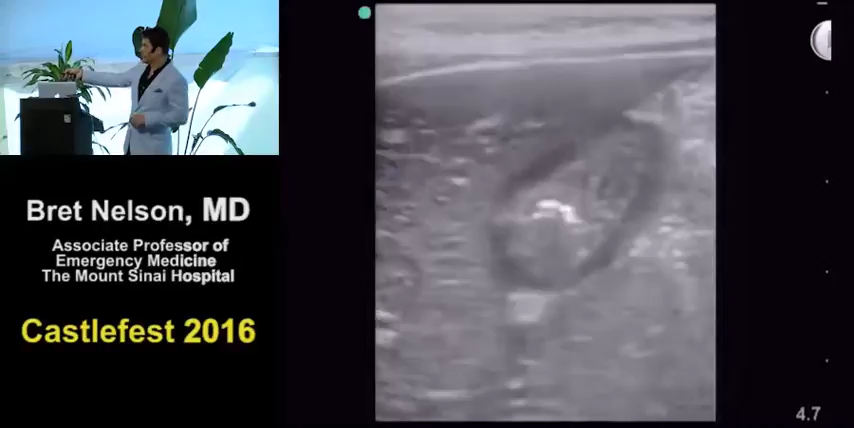 Bret Nelson, MD
Associate Professor of
Emergency Medicine
The Mount Sinai Hospital
Castlefest 2016
4.7